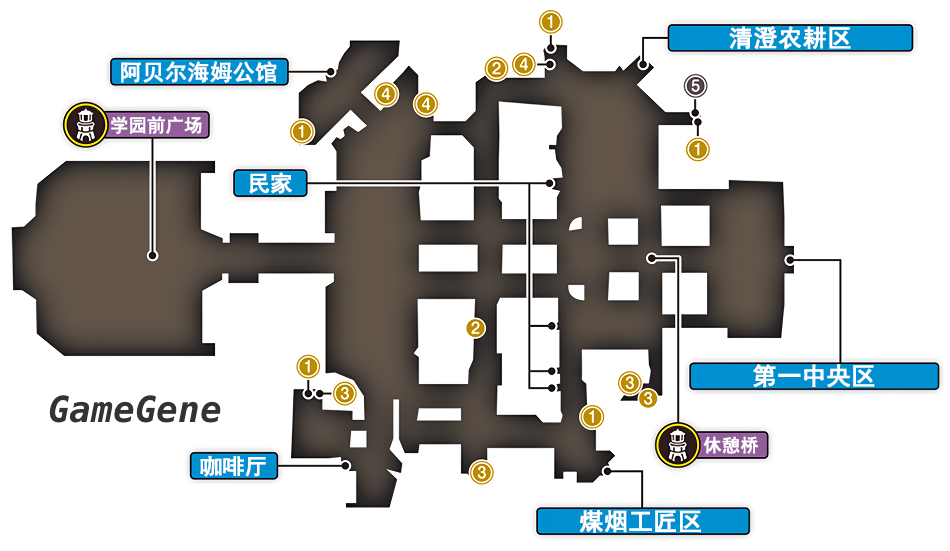 ①
清澄农耕区
② ④
阿贝尔海姆公馆
⑤
④
④
学园前广场
①
①
民家
②
第一中央区
①
③
③
③
GameGene
①
休憩桥
咖啡厅
③
煤烟工匠区